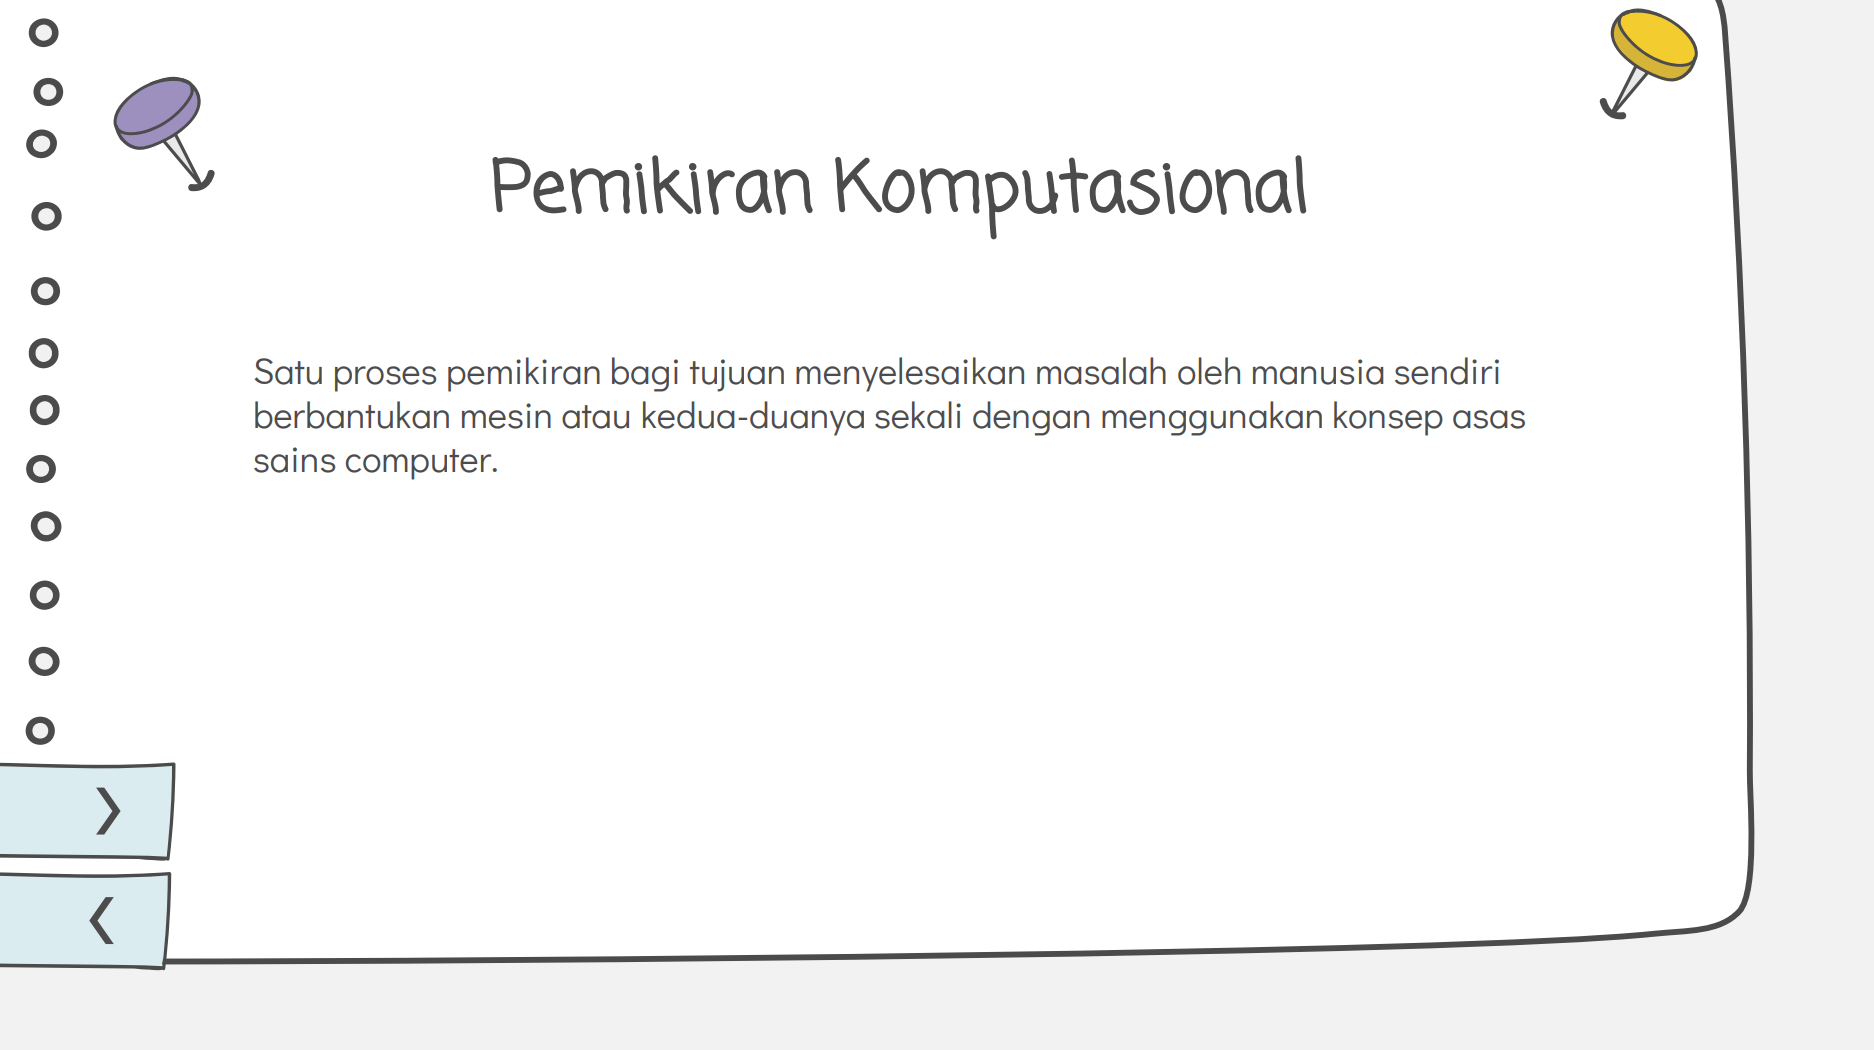 Pemikiran Komputasional
Satu proses pemikiran bagi tujuan menyelesaikan masalah oleh manusia sendiri
berbantukan mesin atau kedua-duanya sekali dengan menggunakan konsep asas
sains computer.